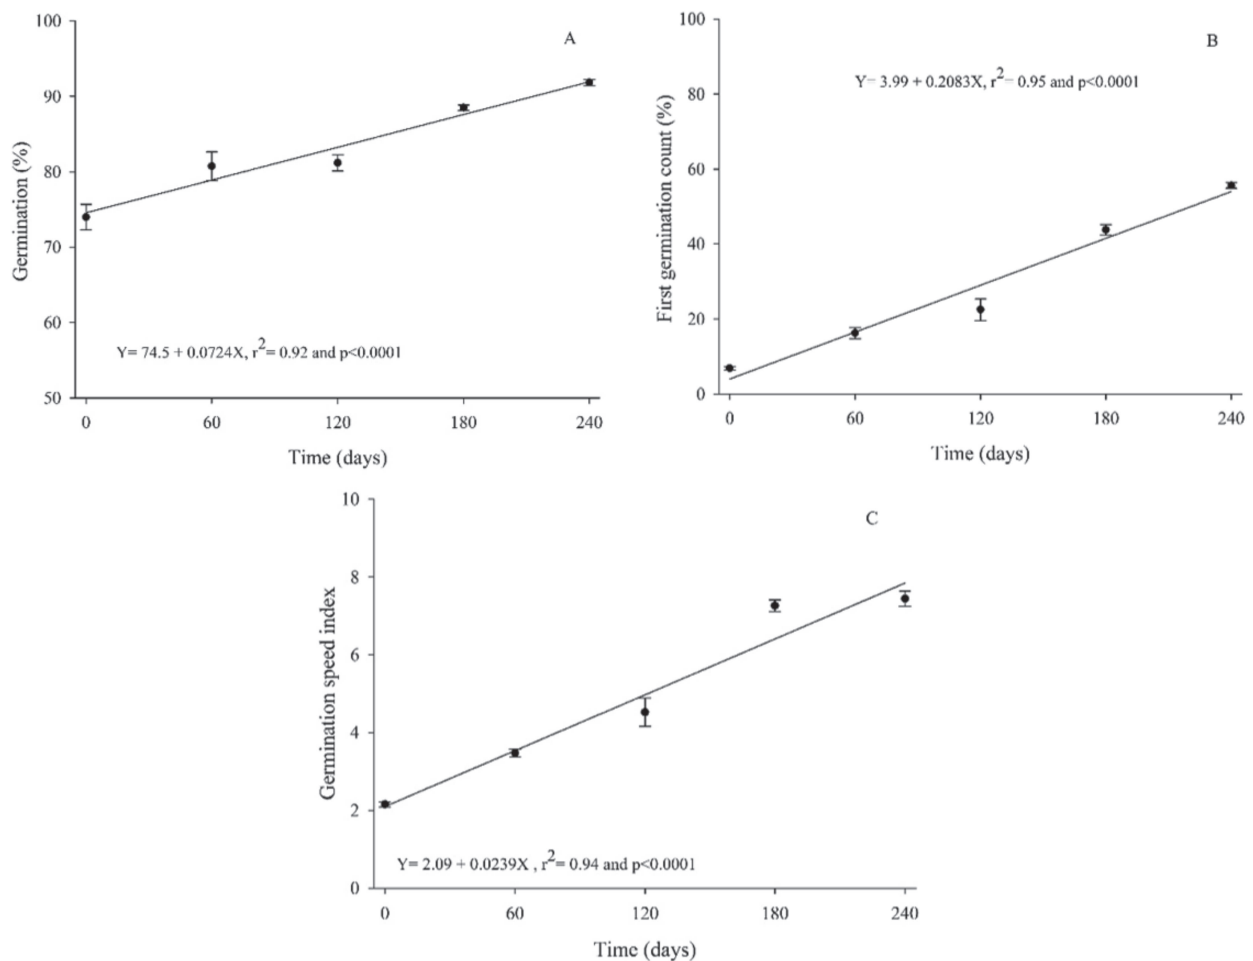 A
100
90
80
70
60
50
Germination (%)
Y= 74.5 + 0.0724X, r2= 0.92 and p<0.0001
0 60 120 180 240
Time (days)
B
100
80
60
40
20
0
First germination count (%)
Y= 3.99 + 0.2083X, r2= 0.95 and p<0.0001
0 60 120 180 240
Time (days)
C
10
8
6
4
2
0
Germination speed index
Y= 2.09 + 0.0239X , r2= 0.94 and p<0.0001
0 60 120 180 240
Time (days)